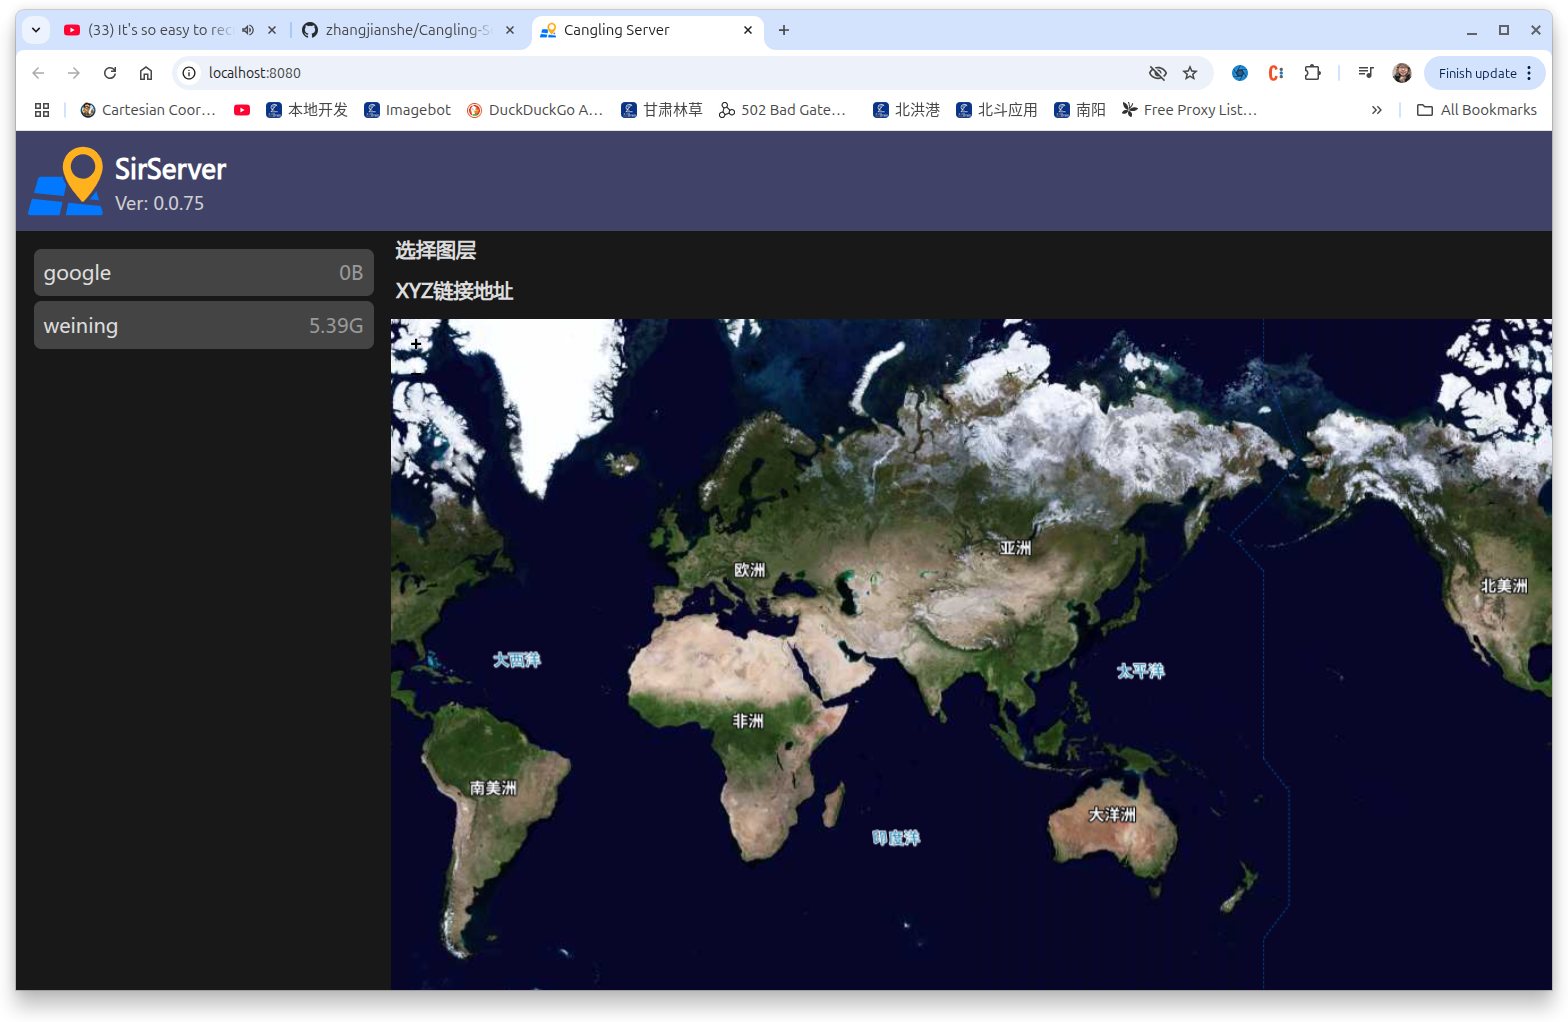 (33) It's so easy to rec
zhangjianshe/Cangling-S
Cangling Server
localhost:8080
Finish update
Cartesian Coor...
本地开发
Imagebot
DuckDuckGo A...
甘肃林草
502 Bad Gate...
北洪港
北斗应用
南阳
Free Proxy List...
»
All Bookmarks
SirServer
Ver: 0.0.75
google 0B
weining 5.39G
选择图层
XYZ链接地址
+
−
亚洲
欧洲
北美洲
大西洋
太平洋
非洲
南美洲
大洋洲
印度洋